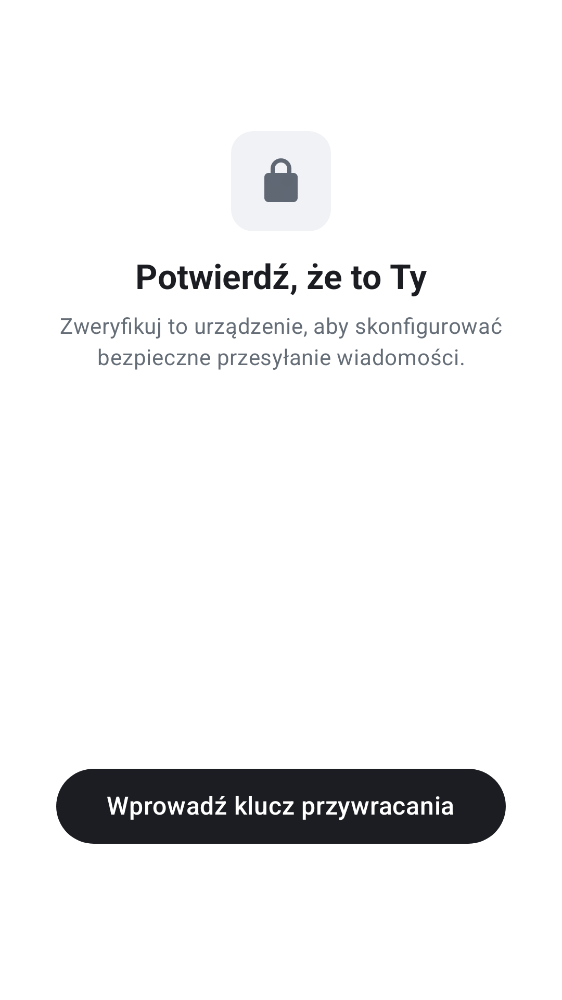 Potwierdź, że to Ty
Zweryfikuj to urządzenie, aby skonfigurować
bezpieczne przesyłanie wiadomości.
Wprowadź klucz przywracania